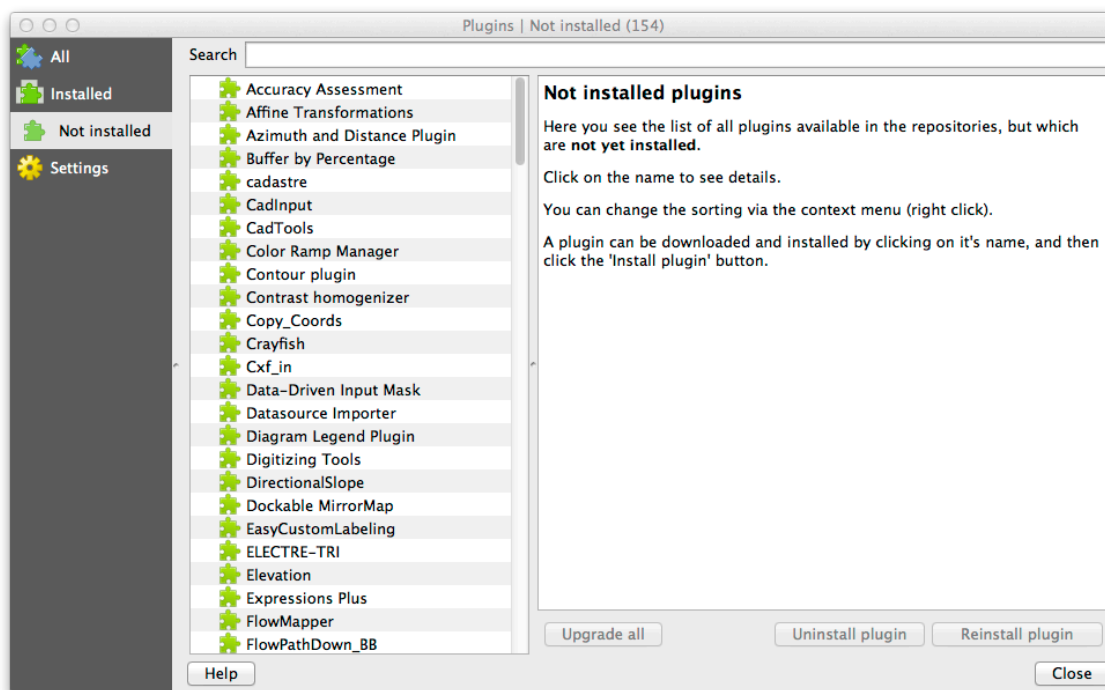 Plugins | Not installed (154)
All
Installed
Not installed
Settings
Search
Accuracy Assessment
Affine Transformations
Azimuth and Distance Plugin
Buffer by Percentage
cadastre
CadInput
CadTools
Color Ramp Manager
Contour plugin
Contrast homogenizer
Copy_Coords
Crayfish
Cxf_in
Data-Driven Input Mask
Datasource Importer
Diagram Legend Plugin
Digitizing Tools
DirectionalSlope
Dockable MirrorMap
EasyCustomLabeling
ELECTRE-TRI
Elevation
Expressions Plus
FlowMapper
FlowPathDown_BB
Not installed plugins
Here you see the list of all plugins available in the repositories, but which
are not yet installed.
Click on the name to see details.
You can change the sorting via the context menu (right click).
A plugin can be downloaded and installed by clicking on it's name, and then
click the 'Install plugin' button.
Upgrade all
Uninstall plugin
Reinstall plugin
Help
Close